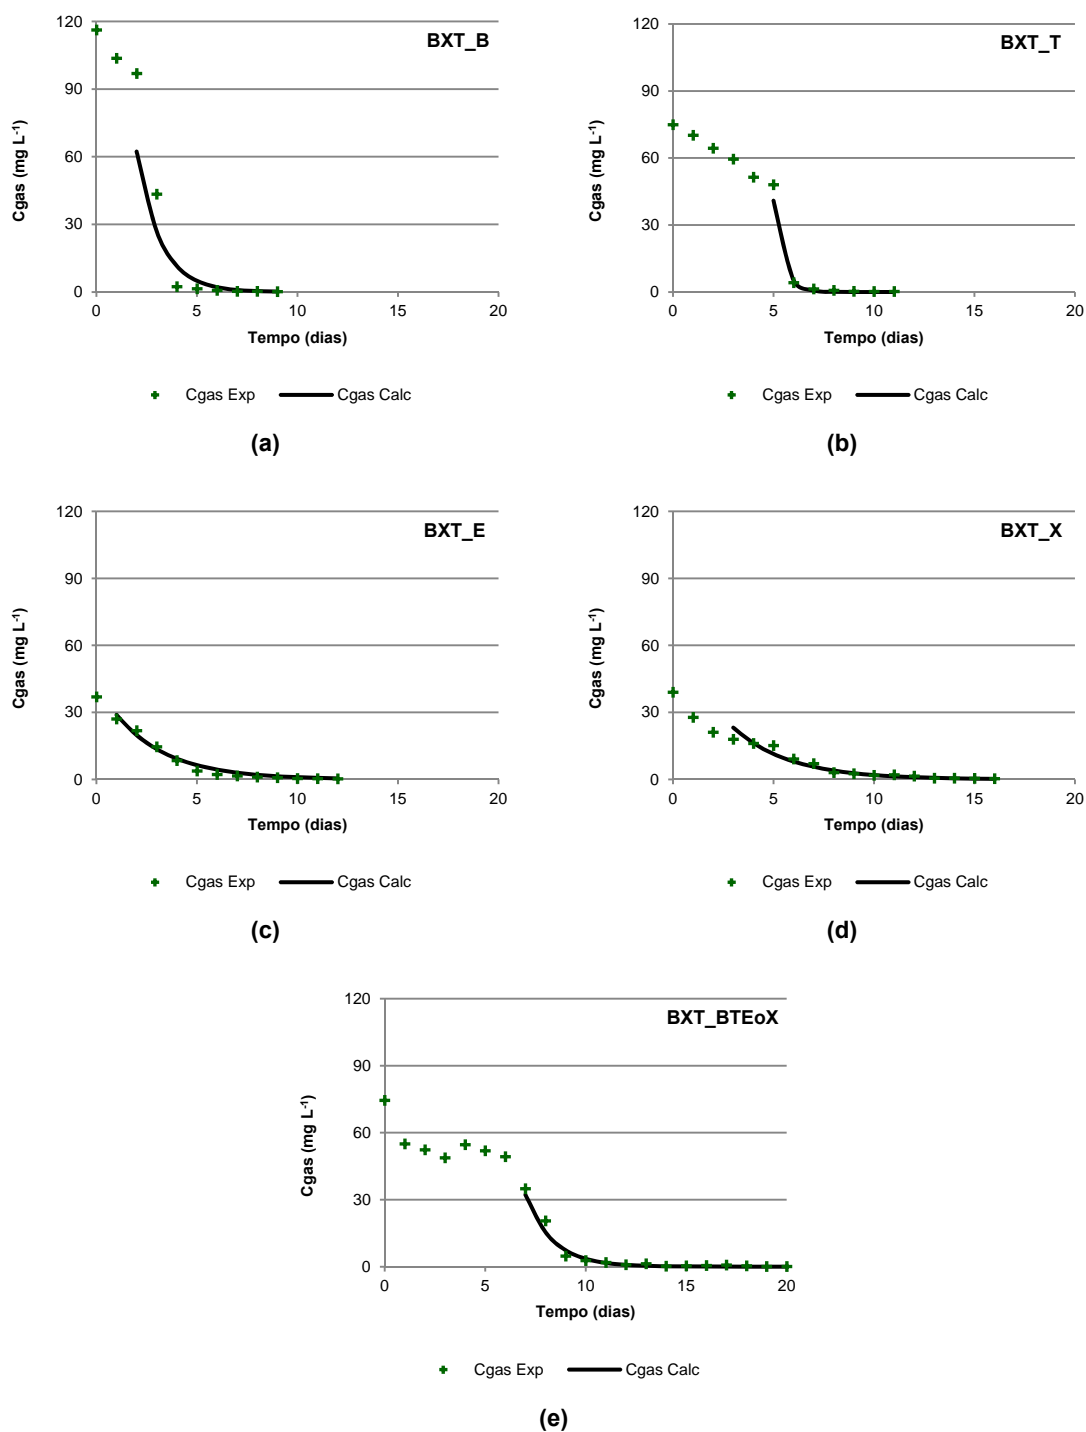 BXT_B
120
90
60
30
0
Cgas (mg L-1)
0 5 10 15 20
Tempo (dias)
Cgas Exp Cgas Calc
(a)
BXT_T
120
90
60
30
0
Cgas (mg L-1)
0 5 10 15 20
Tempo (dias)
Cgas Exp Cgas Calc
(b)
BXT_E
120
90
60
30
0
Cgas (mg L-1)
0 5 10 15 20
Tempo (dias)
Cgas Exp Cgas Calc
(c)
BXT_X
120
90
60
30
0
Cgas (mg L-1)
0 5 10 15 20
Tempo (dias)
Cgas Exp Cgas Calc
(d)
BXT_BTEoX
120
90
60
30
0
Cgas (mg L-1)
0 5 10 15 20
Tempo (dias)
Cgas Exp Cgas Calc
(e)